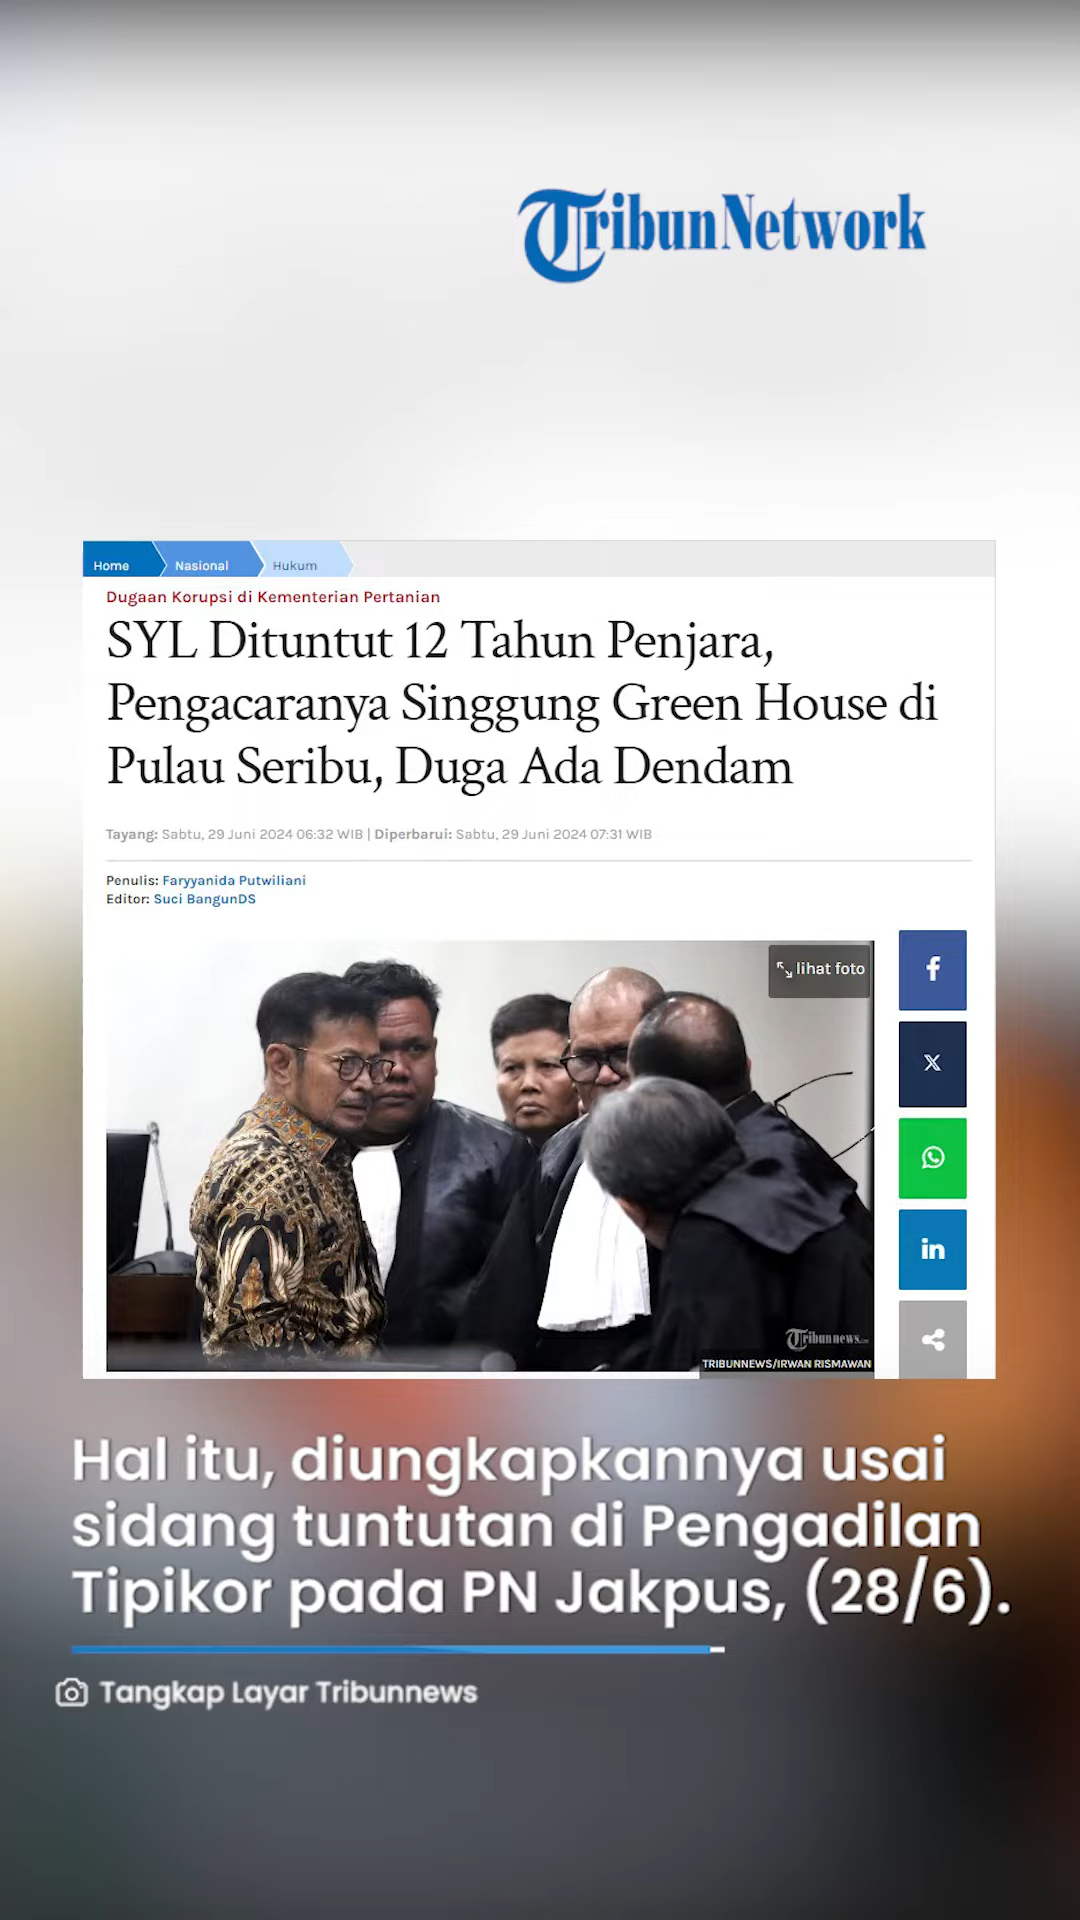 TribunNetwork
Home Nasional Hukum
Dugaan Korupsi di Kementerian Pertanian
SYL Dituntut 12 Tahun Penjara,
Pengacaranya Singgung Green House di
Pulau Seribu, Duga Ada Dendam
Tayang: Sabtu, 29 Juni 2024 06:32 WIB | Diperbarui: Sabtu, 29 Juni 2024 07:31 WIB
Penulis: Faryyanida Putwiliani
Editor: Suci BangunDS
lihat foto
f
X
in
Tribunnews.com
TRIBUNNEWS/IRWAN RISMAWAN
Hal itu, diungkapkannya usai
sidang tuntutan di Pengadilan
Tipikor pada PN Jakpus, (28/6).
Tangkap Layar Tribunnews